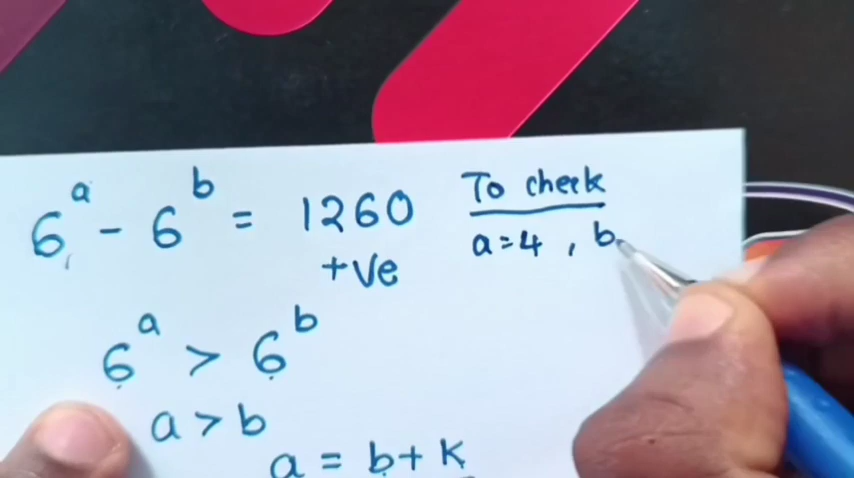 6^a - 6^b = 1260
+ve
6^a > 6^b
a > b
a = b + k
To check
a = 4 , b